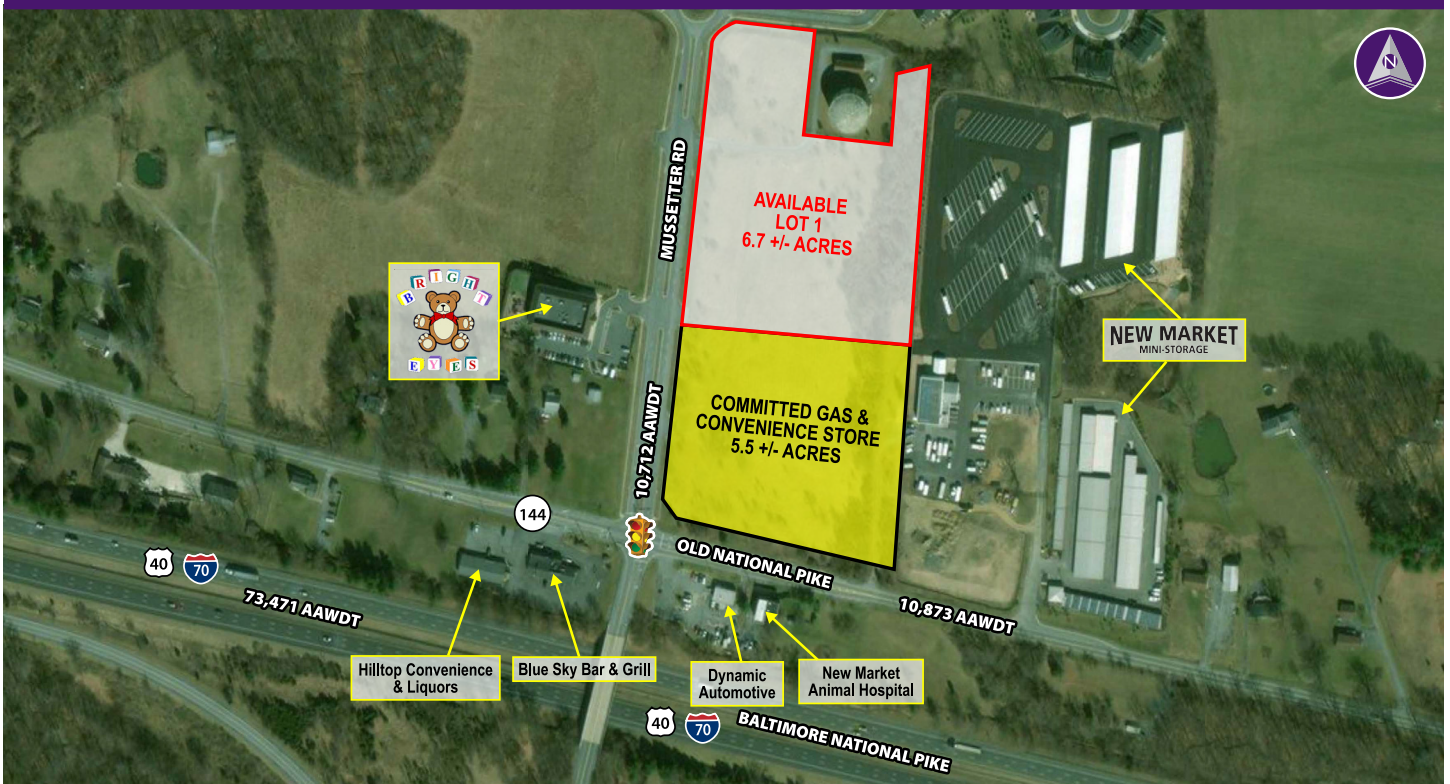 N
MUSSETTER RD
AVAILABLE
LOT 1
6.7 +/- ACRES
BRIGHT
EYES
NEW MARKET
MINI-STORAGE
10,712 AAWDT
COMMITTED GAS &
CONVENIENCE STORE
5.5 +/- ACRES
144
OLD NATIONAL PIKE
10,873 AAWDT
40
70
73,471 AAWDT
Hilltop Convenience
& Liquors
Blue Sky Bar & Grill
Dynamic
Automotive
New Market
Animal Hospital
40
70
BALTIMORE NATIONAL PIKE